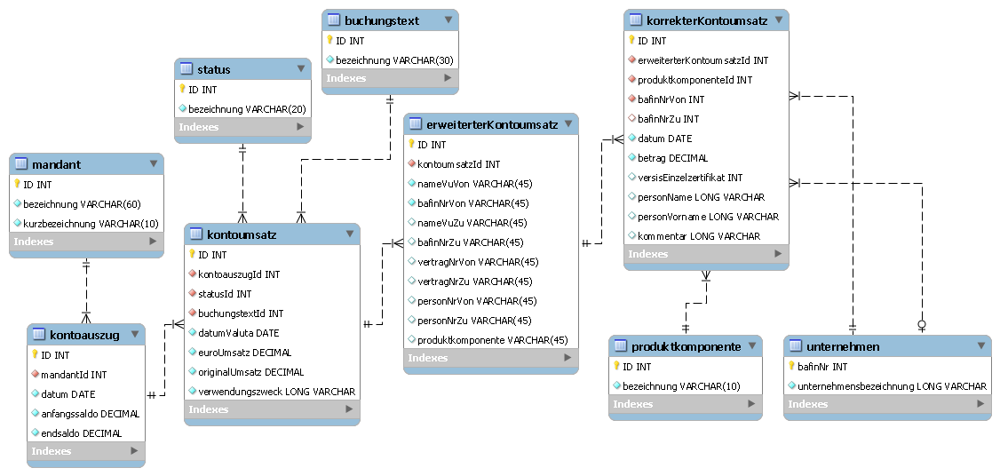 buchungstext
ID INT
bezeichnung VARCHAR(30)
Indexes
status
ID INT
bezeichnung VARCHAR(20)
Indexes
mandant
ID INT
bezeichnung VARCHAR(60)
kurzbezeichnung VARCHAR(10)
Indexes
kontoauszug
ID INT
mandantId INT
datum DATE
anfangssaldo DECIMAL
endsaldo DECIMAL
Indexes
kontoumsatz
ID INT
kontoauszugId INT
statusId INT
buchungstextId INT
datumValuta DATE
euroUmsatz DECIMAL
originalUmsatz DECIMAL
verwendungszweck LONG VARCHAR
Indexes
erweiterterKontoumsatz
ID INT
kontoumsatzId INT
nameVuVon VARCHAR(45)
bafinNrVon VARCHAR(45)
nameVuZu VARCHAR(45)
bafinNrZu VARCHAR(45)
vertragNrVon VARCHAR(45)
vertragNrZu VARCHAR(45)
personNrVon VARCHAR(45)
personNrZu VARCHAR(45)
produktkomponente VARCHAR(45)
Indexes
korrekterKontoumsatz
ID INT
erweiterterKontoumsatzId INT
produktkomponenteId INT
bafinNrVon INT
bafinNrZu INT
datum DATE
betrag DECIMAL
versisEinzelzertifikat INT
personName LONG VARCHAR
personVorname LONG VARCHAR
kommentar LONG VARCHAR
Indexes
produktkomponente
ID INT
bezeichnung VARCHAR(10)
Indexes
unternehmen
bafinNr INT
unternehmensbezeichnung LONG VARCHAR
Indexes